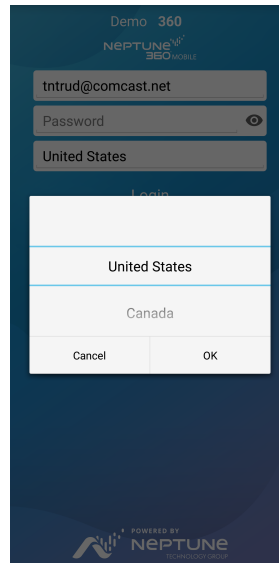 Demo 360
NEPTUNE
360 MOBILE
tntrud@comcast.net
Password
United States
Login
United States
Canada
Cancel
OK
POWERED BY
NEPTUNE
TECHNOLOGY GROUP